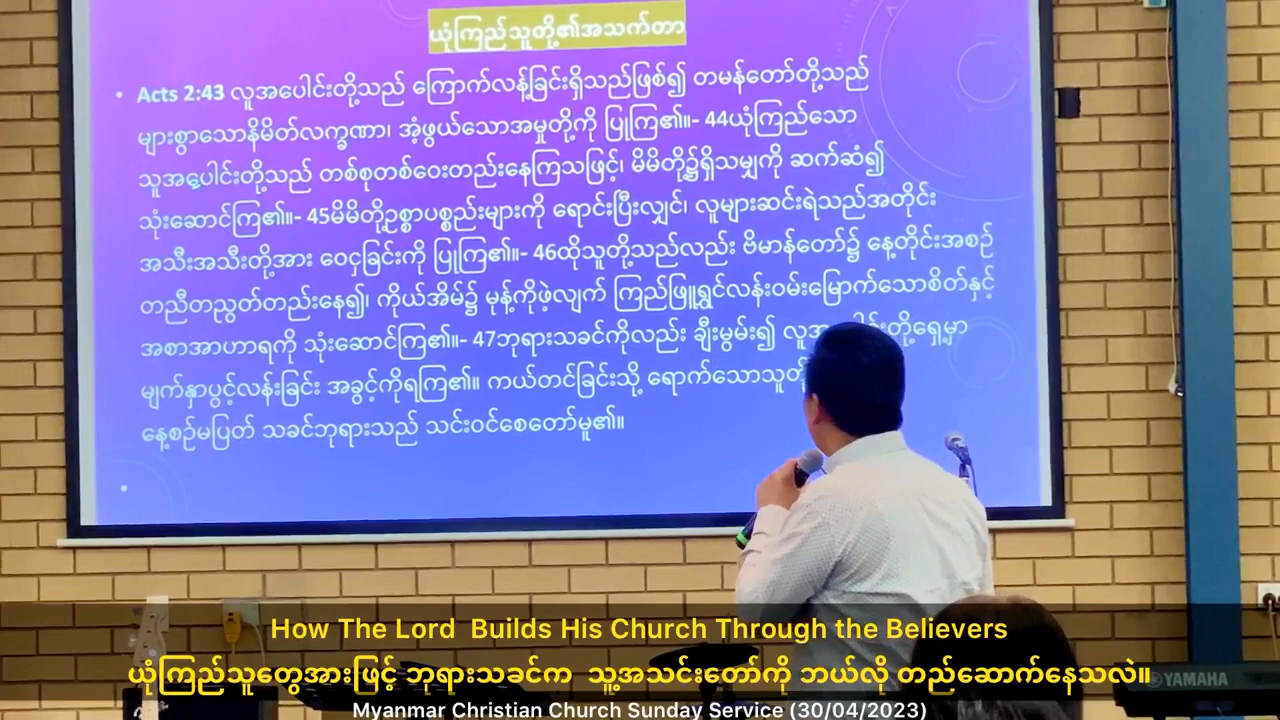 ယုံကြည်သူတို့၏အသက်တာ
• Acts 2:43 လူအပေါင်းတို့သည် ကြောက်လန့်ခြင်းရှိသည်ဖြစ်၍ တမန်တော်တို့သည်
များစွာသောနိမိတ်လက္ခဏာ၊ အံ့ဖွယ်သောအမှုတို့ကို ပြုကြ၏။- 44ယုံကြည်သော
သူအပေါင်းတို့သည် တစ်စုတစ်ဝေးတည်းနေကြသဖြင့်၊ မိမိတို့၌ရှိသမျှကို ဆက်ဆံ၍
သုံးဆောင်ကြ၏။- 45မိမိတို့ဥစ္စာပစ္စည်းများကို ရောင်းပြီးလျှင်၊ လူများဆင်းရဲသည်အတိုင်း
အသီးအသီးတို့အား ဝေငှခြင်းကို ပြုကြ၏။- 46ထိုသူတို့သည်လည်း ဗိမာန်တော်၌ နေ့တိုင်းအစဉ်
တညီတညွတ်တည်းနေ၍၊ ကိုယ်အိမ်၌ မုန့်ကိုဖဲ့လျက် ကြည်ဖြူရွှင်လန်းဝမ်းမြောက်သောစိတ်နှင့်
အစာအာဟာရကို သုံးဆောင်ကြ၏။- 47ဘုရားသခင်ကိုလည်း ချီးမွမ်း၍ တို့ရှေ့မှာ
မျက်နှာပွင့်လန်းခြင်း အခွင့်ကိုရကြ၏။ ကယ်တင်ခြင်းသို့ ရောက်သောသူ
နေ့စဉ်မပြတ် သခင်ဘုရားသည် သင်းဝင်စေတော်မူ၏။
How The Lord Builds His Church Through the Believers
ယုံကြည်သူတွေအားဖြင့် ဘုရားသခင်က သူ့အသင်းတော်ကို ဘယ်လို တည်ဆောက်နေသလဲ။
YAMAHA
Myanmar Christian Church Sunday Service (30/04/2023)